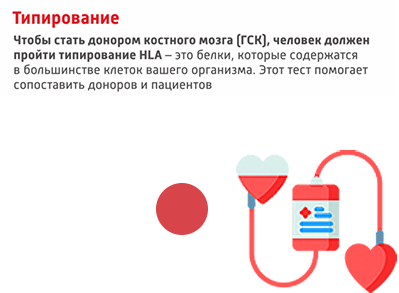 Типирование
Чтобы стать донором костного мозга (ГСК), человек должен
пройти типирование HLA – это белки, которые содержатся
в большинстве клеток вашего организма. Этот тест помогает
сопоставить доноров и пациентов